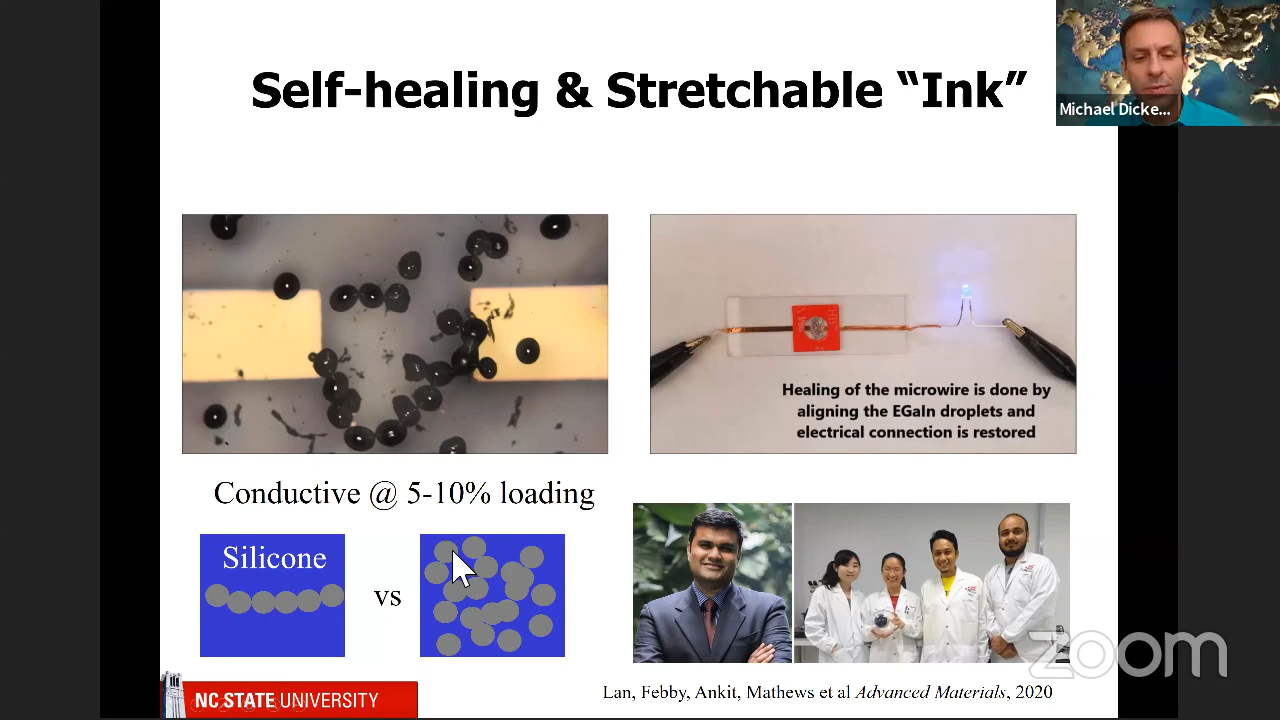 Self-healing & Stretchable “Ink”
Michael Dicke...
Healing of the microwire is done by
aligning the EGaIn droplets and
electrical connection is restored
Conductive @ 5-10% loading
Silicone
vs
zoom
Lan, Febby, Ankit, Mathews et al Advanced Materials, 2020
NC STATE UNIVERSITY